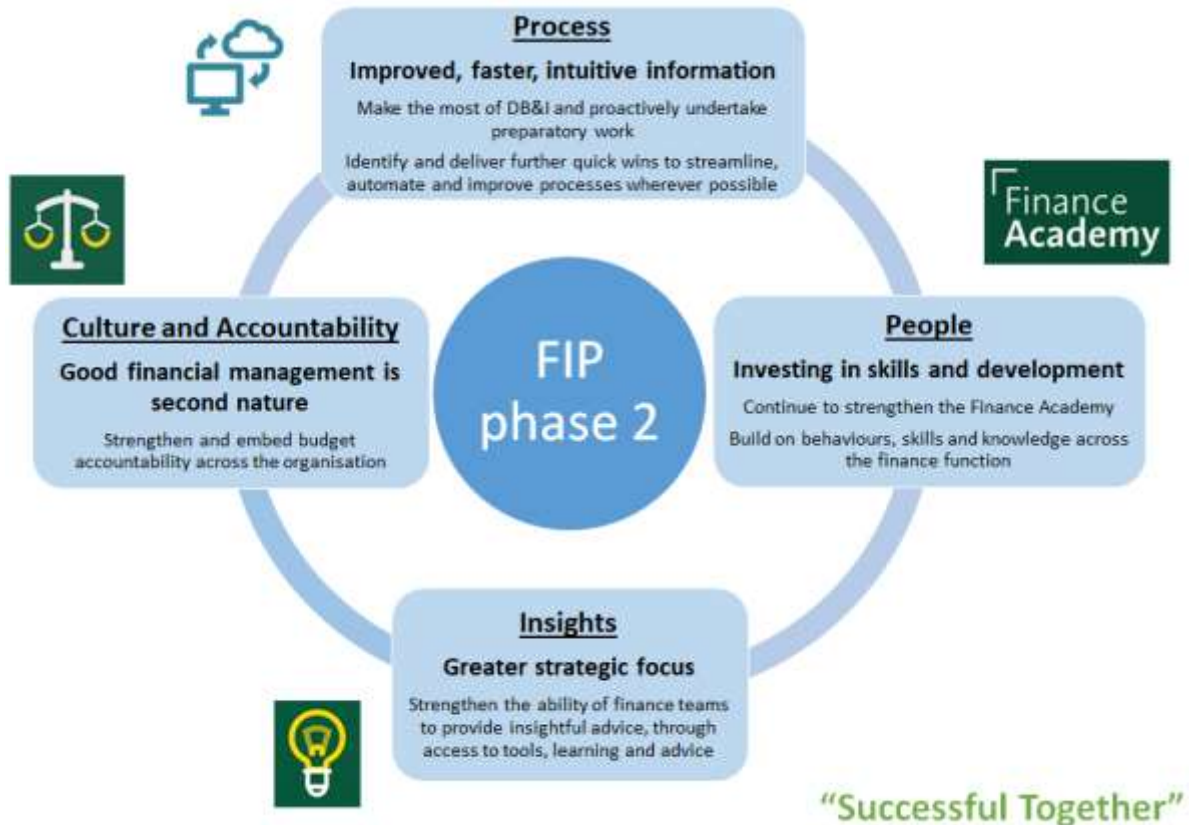 Process
Improved, faster, intuitive information
Make the most of DB&I and proactively undertake
preparatory work
Identify and deliver further quick wins to streamline,
automate and improve processes wherever possible
Finance
Academy
Culture and Accountability
Good financial management is
second nature
Strengthen and embed budget
accountability across the organisation
FIP
phase 2
People
Investing in skills and development
Continue to strengthen the Finance Academy
Build on behaviours, skills and knowledge across
the finance function
Insights
Greater strategic focus
Strengthen the ability of finance teams
to provide insightful advice, through
access to tools, learning and advice
“Successful Together”